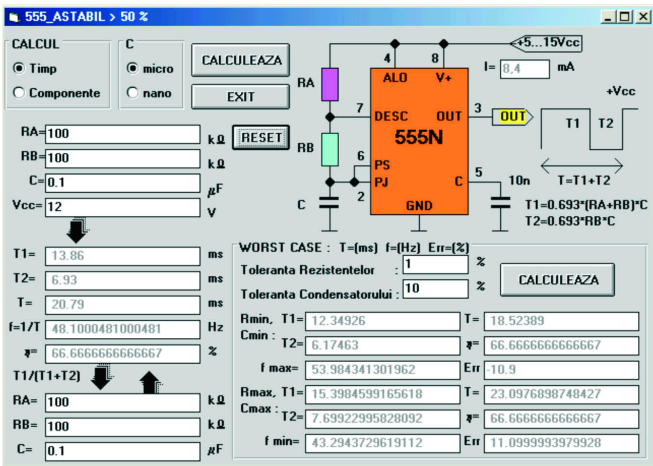 555_ASTABIL > 50 %
CALCUL
Timp
Componente
C
micro
nano
CALCULEAZA
EXIT
RESET
RA= 100 kΩ
RB= 100 kΩ
C= 0.1 µF
Vcc= 12 V
T1= 13.86 ms
T2= 6.93 ms
T= 20.79 ms
f=1/T 48.1000481000481 Hz
η= 66.6666666666667 %
T1/(T1+T2)
RA= 100 kΩ
RB= 100 kΩ
C= 0.1 µF
+5...15Vcc
I= 8,4 mA
4 8
ALO V+
RA
7 DESC OUT 3 OUT
555N
RB
6 PS
PJ C 5
2
GND
C
10n
+Vcc
T1 T2
T=T1+T2
T1=0.693*(RA+RB)*C
T2=0.693*RB*C
WORST CASE : T=(ms) f=(Hz) Err=(%)
Toleranta Rezistentelor : 1 %
Toleranta Condensatorului : 10 %
CALCULEAZA
Rmin, Cmin : T1= 12.34926 T= 18.52389
T2= 6.17463 η= 66.6666666666667
f max= 53.984341301962 Err -10.9
Rmax, Cmax : T1= 15.3984599165618 T= 23.0976898748427
T2= 7.69922995828092 η= 66.6666666666667
f min= 43.2943729619112 Err 11.0999993979928